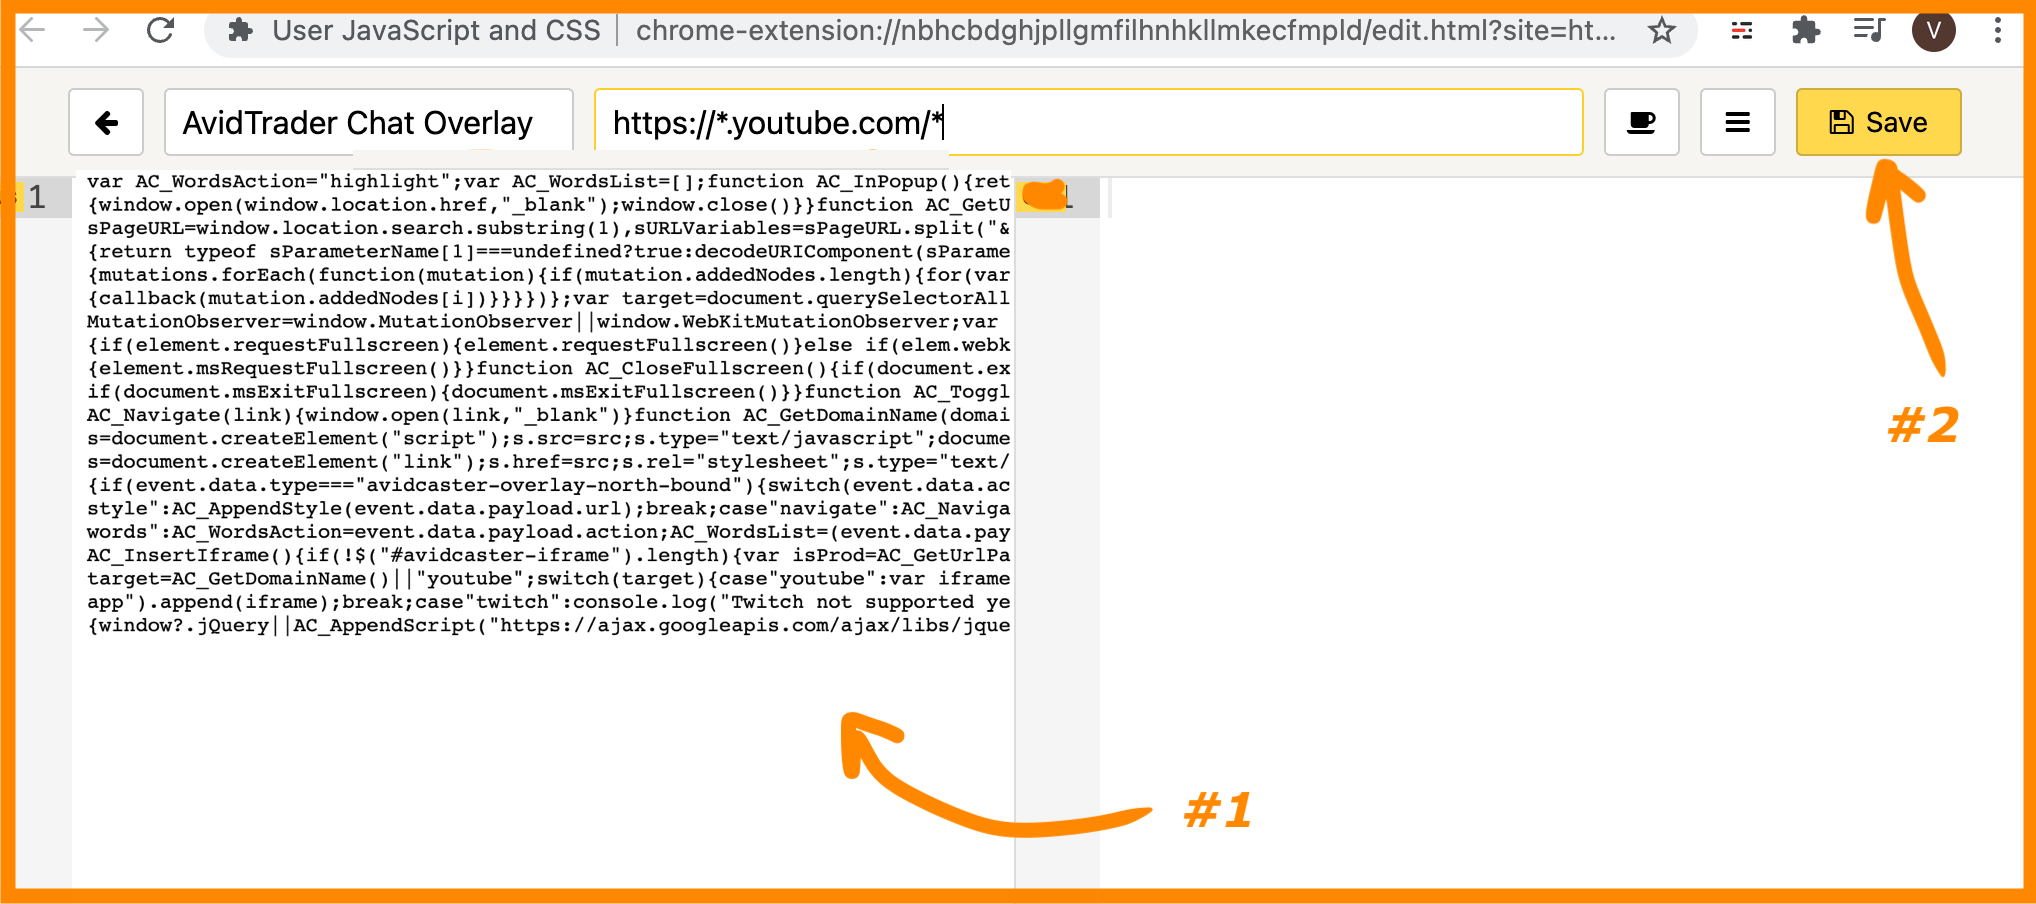 User JavaScript and CSS | chrome-extension://nbhcbdghjpllgmfilhnhkllmkecfmpld/edit.html?site=ht... V
AvidTrader Chat Overlay https://*.youtube.com/* Save
1
var AC_WordsAction="highlight";var AC_WordsList=[];function AC_InPopup(){ret
{window.open(window.location.href,"_blank");window.close()}}function AC_GetU
sPageURL=window.location.search.substring(1),sURLVariables=sPageURL.split("&
{return typeof sParameterName[1]===undefined?true:decodeURIComponent(sParame
{mutations.forEach(function(mutation){if(mutation.addedNodes.length){for(var
{callback(mutation.addedNodes[i])}}}})};var target=document.querySelectorAll
MutationObserver=window.MutationObserver||window.WebKitMutationObserver;var
{if(element.requestFullscreen){element.requestFullscreen()}else if(elem.webk
{element.msRequestFullscreen()}}function AC_CloseFullscreen(){if(document.ex
if(document.msExitFullscreen){document.msExitFullscreen()}}function AC_Toggl
AC_Navigate(link){window.open(link,"_blank")}function AC_GetDomainName(domai
s=document.createElement("script");s.src=src;s.type="text/javascript";docume
s=document.createElement("link");s.href=src;s.rel="stylesheet";s.type="text/
{if(event.data.type==="avidcaster-overlay-north-bound"){switch(event.data.ac
style":AC_AppendStyle(event.data.payload.url);break;case"navigate":AC_Naviga
words":AC_WordsAction=event.data.payload.action;AC_WordsList=(event.data.pay
AC_InsertIframe(){if(!$("#avidcaster-iframe").length){var isProd=AC_GetUrlPa
target=AC_GetDomainName()||"youtube";switch(target){case"youtube":var iframe
app").append(iframe);break;case"twitch":console.log("Twitch not supported ye
{window?.jQuery||AC_AppendScript("https://ajax.googleapis.com/ajax/libs/jque
#2
#1